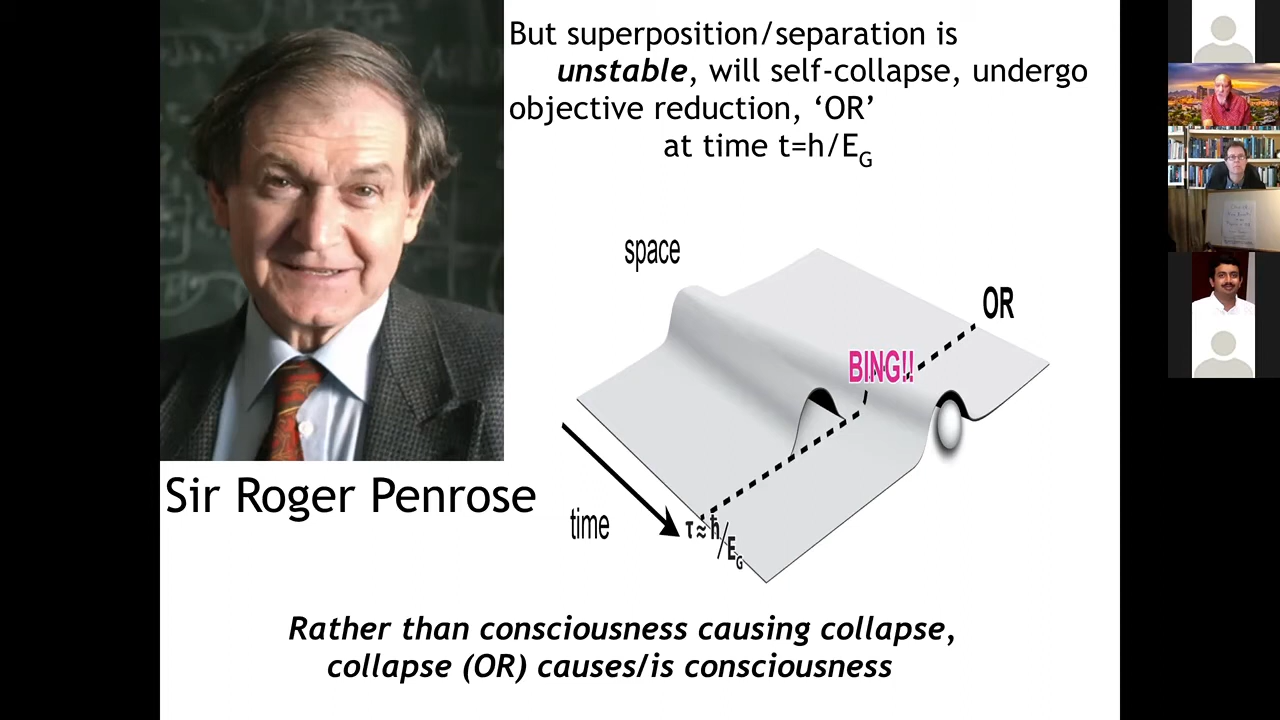 But superposition/separation is
unstable, will self-collapse, undergo
objective reduction, ‘OR’
at time t=h/EG
space
OR
BING!!
Sir Roger Penrose
time
τ≈ħ/EG
Rather than consciousness causing collapse,
collapse (OR) causes/is consciousness